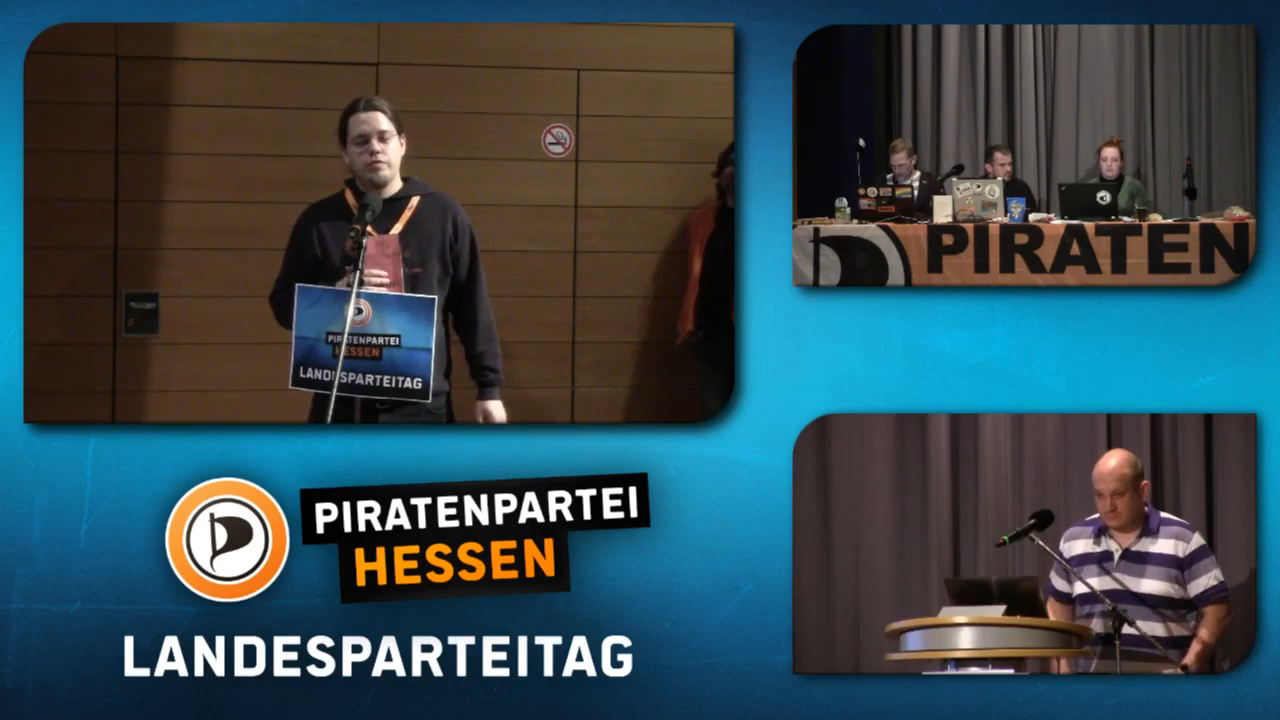 PIRATENPARTEI
HESSEN
LANDESPARTEITAG
PIRATEN
PIRATENPARTEI
HESSEN
LANDESPARTEITAG